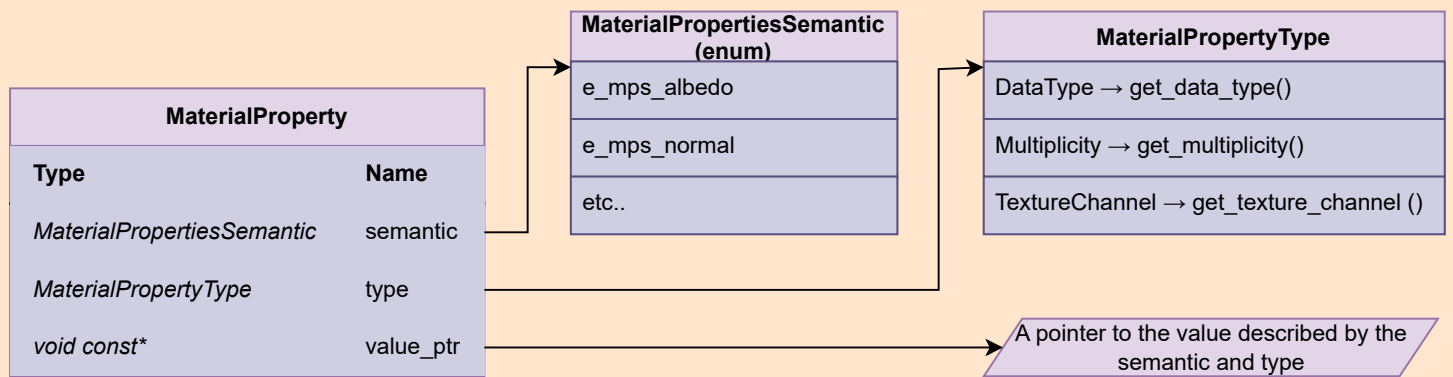 MaterialProperty
Type Name
MaterialPropertiesSemantic semantic
MaterialPropertyType type
void const* value_ptr
MaterialPropertiesSemantic
(enum)
e_mps_albedo
e_mps_normal
etc..
MaterialPropertyType
DataType → get_data_type()
Multiplicity → get_multiplicity()
TextureChannel → get_texture_channel ()
A pointer to the value described by the
semantic and type